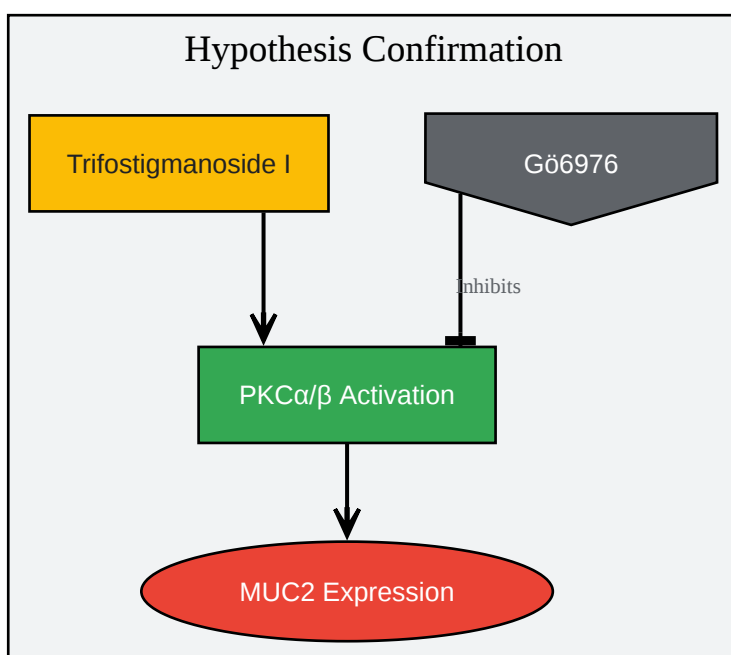 Hypothesis Confirmation
Trifostigmanoside I
Gö6976
Inhibits
PKCα/β Activation
MUC2 Expression